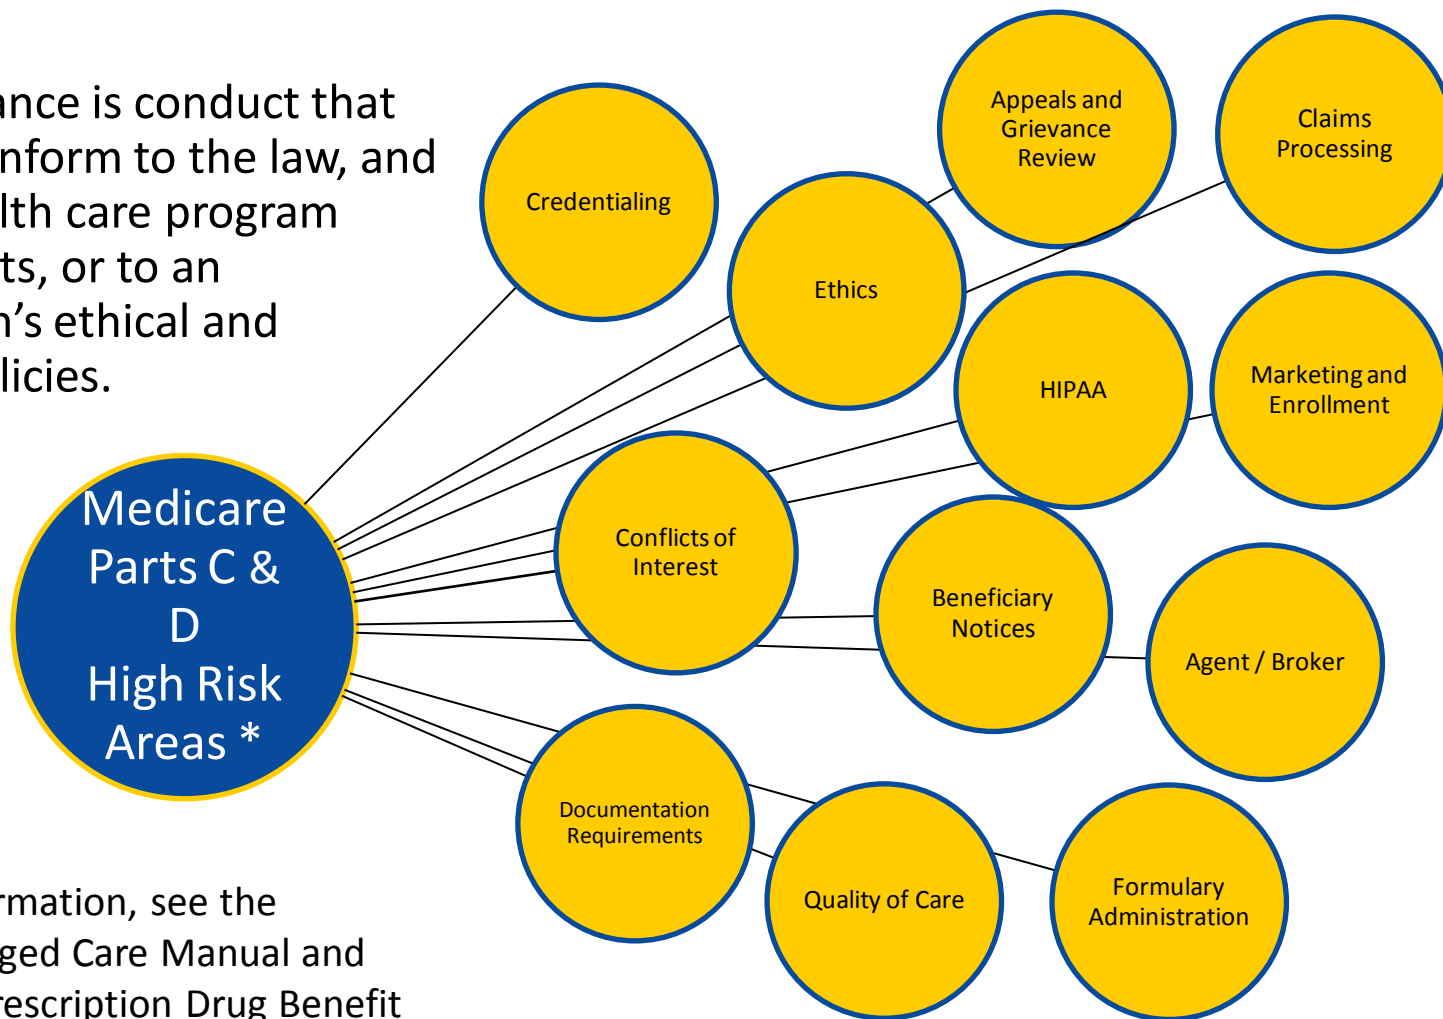 ance is conduct that
nform to the law, and
lth care program
ts, or to an
n’s ethical and
licies.
Credentialing
Appeals and
Grievance
Review
Claims
Processing
Ethics
HIPAA
Marketing and
Enrollment
Medicare
Parts C &
D
High Risk
Areas *
Conflicts of
Interest
Beneficiary
Notices
Agent / Broker
Documentation
Requirements
Quality of Care
Formulary
Administration
rmation, see the
ged Care Manual and
rescription Drug Benefit